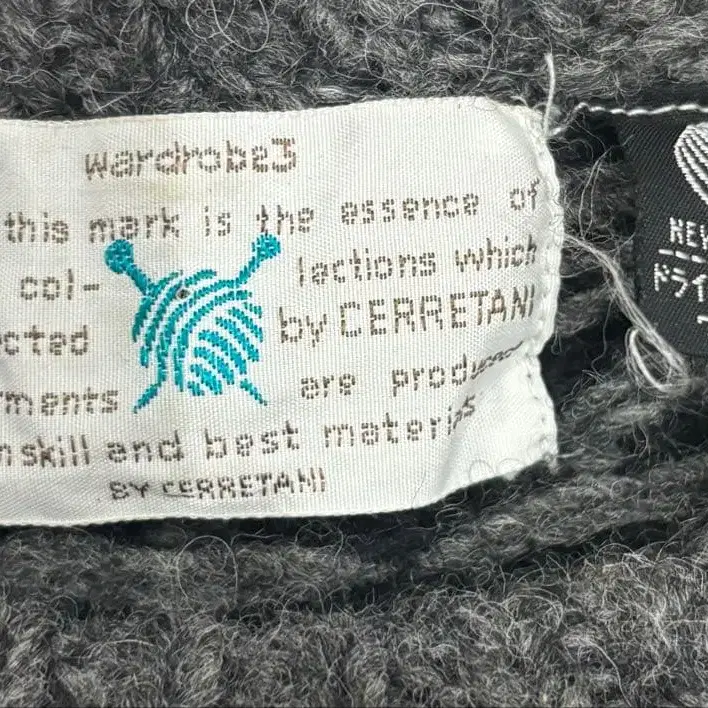 wardrobe3
this mark is the essence of
col- lections which
cted by CERRETANI
ments are produced
skill and best materials
BY CERRETANI
NEW
ドライ